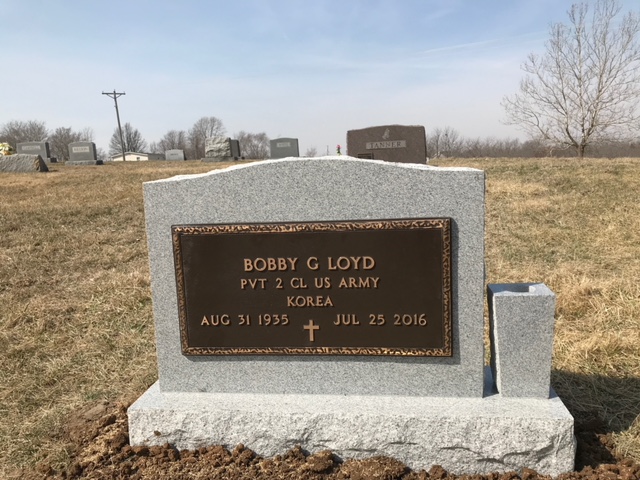 TANNER
BOBBY G LOYD
PVT 2 CL US ARMY
KOREA
AUG 31 1935 JUL 25 2016